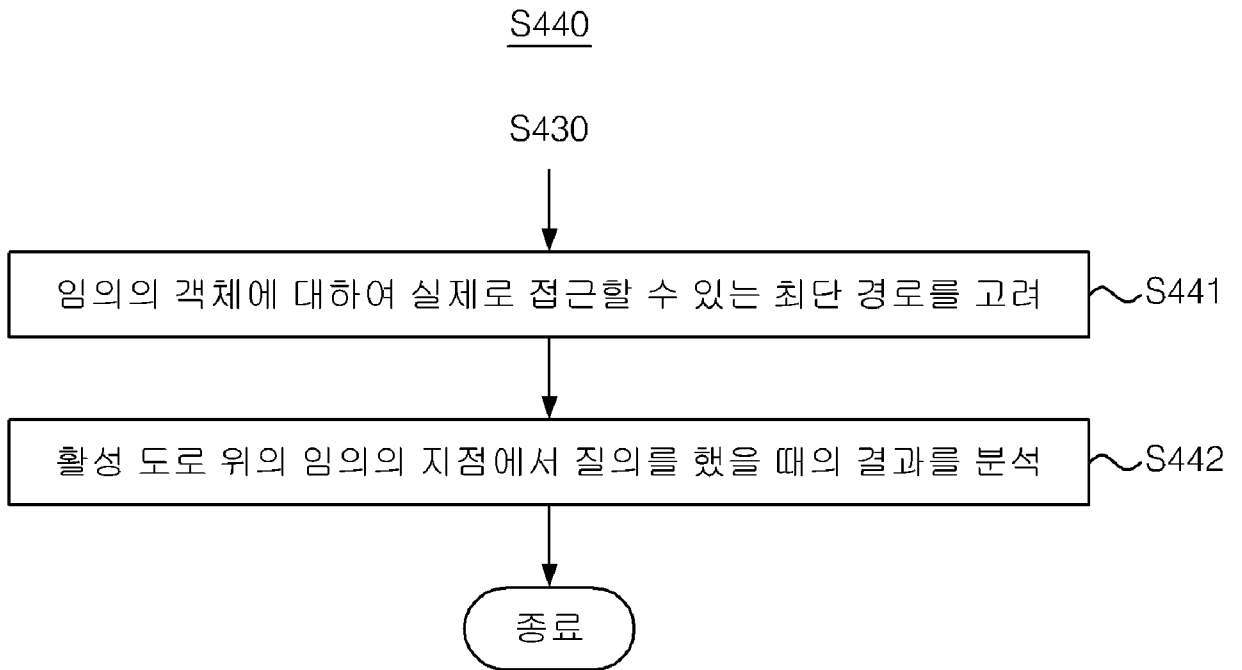 S440
S430
임의의 객체에 대하여 실제로 접근할 수 있는 최단 경로를 고려
S441
활성 도로 위의 임의의 지점에서 질의를 했을 때의 결과를 분석
S442
종료